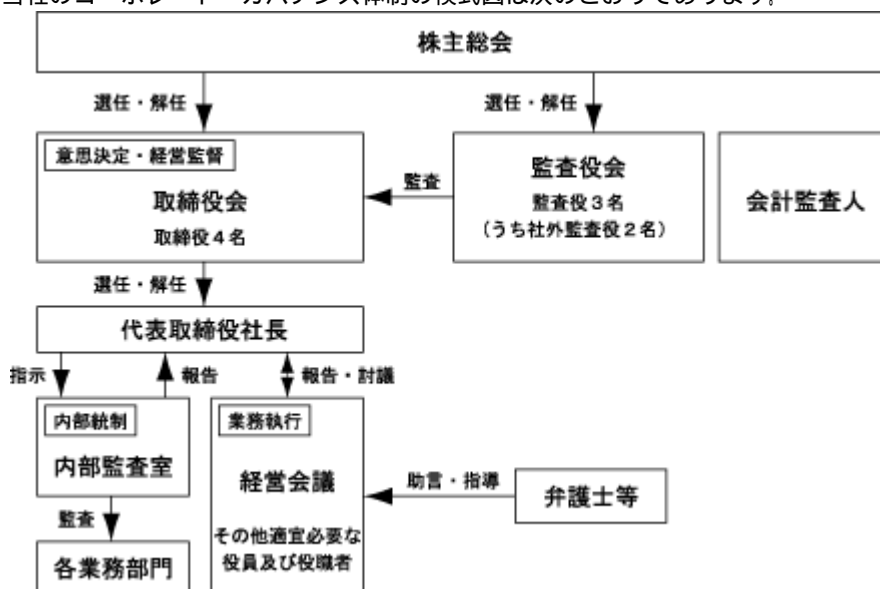 当社のコーポレート・ガバナンス体制の模式図は次のとおりであります。
株主総会
選任・解任
選任・解任
意思決定・経営監督
取締役会
取締役4名
監査
監査役会
監査役3名
(うち社外監査役2名)
会計監査人
選任・解任
代表取締役社長
指示
報告
報告・討議
内部統制
内部監査室
業務執行
経営会議
その他適宜必要な
役員及び役職者
助言・指導
弁護士等
監査
各業務部門